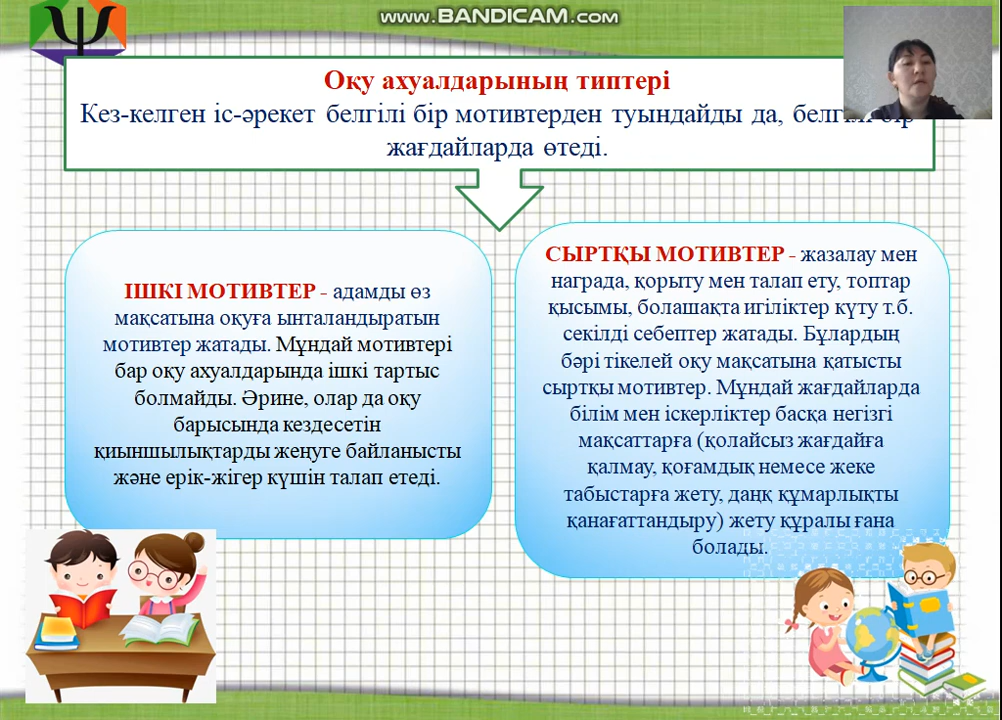 www.BANDICAM.com
Оқу ахуалдарының типтері
Кез-келген іс-әрекет белгілі бір мотивтерден туындайды да, белгілі бір
жағдайларда өтеді.
ІШКІ МОТИВТЕР - адамды өз
мақсатына оқуға ынталандыратын
мотивтер жатады. Мұндай мотивтері
бар оқу ахуалдарында ішкі тартыс
болмайды. Әрине, олар да оқу
барысында кездесетін
қиыншылықтарды жеңуге байланысты
және ерік-жігер күшін талап етеді.
СЫРТҚЫ МОТИВТЕР - жазалау мен
награда, қорыту мен талап ету, топтар
қысымы, болашақта игіліктер күту т.б.
секілді себептер жатады. Бұлардың
бәрі тікелей оқу мақсатына қатысты
сыртқы мотивтер. Мұндай жағдайларда
білім мен іскерліктер басқа негізгі
мақсаттарға (қолайсыз жағдайға
қалмау, қоғамдық немесе жеке
табыстарға жету, даңқ құмарлықты
қанағаттандыру) жету құралы ғана
болады.